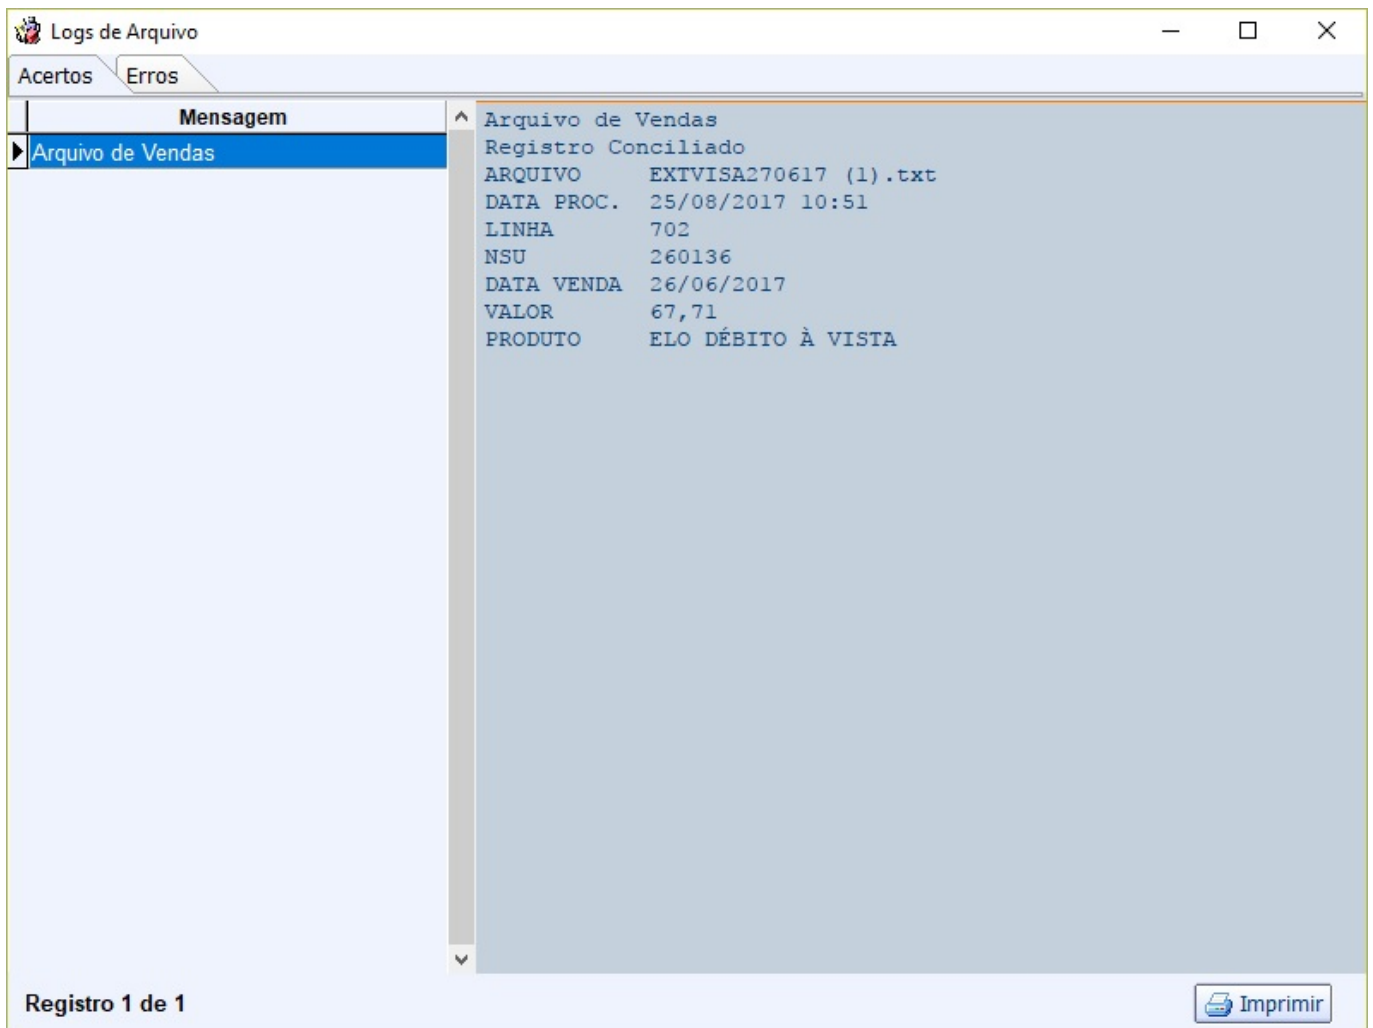 Logs de Arquivo
Acertos Erros
Mensagem
Arquivo de Vendas
Arquivo de Vendas
Registro Conciliado
ARQUIVO EXTVISA270617 (1).txt
DATA PROC. 25/08/2017 10:51
LINHA 702
NSU 260136
DATA VENDA 26/06/2017
VALOR 67,71
PRODUTO ELO DÉBITO À VISTA
Registro 1 de 1
Imprimir